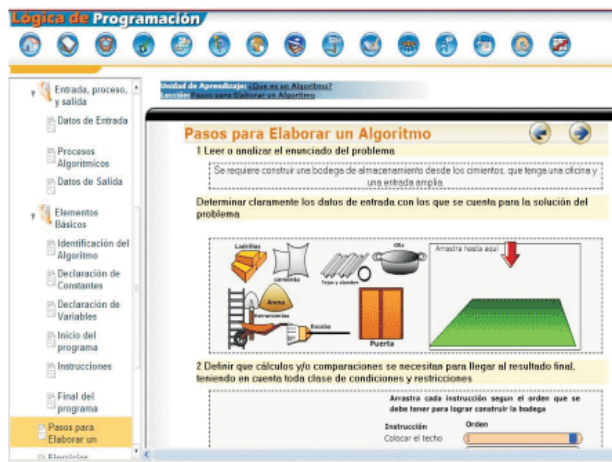 Lógica de Programación
Entrada, proceso,
y salida
Datos de Entrada
Procesos
Algorítmicos
Datos de Salida
Elementos
Básicos
Identificación del
Algoritmo
Declaración de
Constantes
Declaración de
Variables
Inicio del
programa
Instrucciones
Final del
programa
Pasos para
Elaborar un
Unidad de Aprendizaje: ¿Que es un Algoritmo?
Lección: Pasos para Elaborar un Algoritmo
Pasos para Elaborar un Algoritmo
1 Leer o analizar el enunciado del problema
Se requiere construir una bodega de almacenamiento desde los cimientos, que tenga una oficina y
una entrada amplia.
Determinar claramente los datos de entrada con los que se cuenta para la solución del
problema
Ladrillos
cemento
Olla
Arena
Herramientas
Escoba
Puerta
Arrastra hasta aquí
2 Definir que cálculos y/o comparaciones se necesitan para llegar al resultado final,
teniendo en cuenta toda clase de condiciones y restricciones
Arrastra cada instrucción segun el orden que se
debe tener para lograr construir la bodega
Instrucción Orden
Colocar el techo